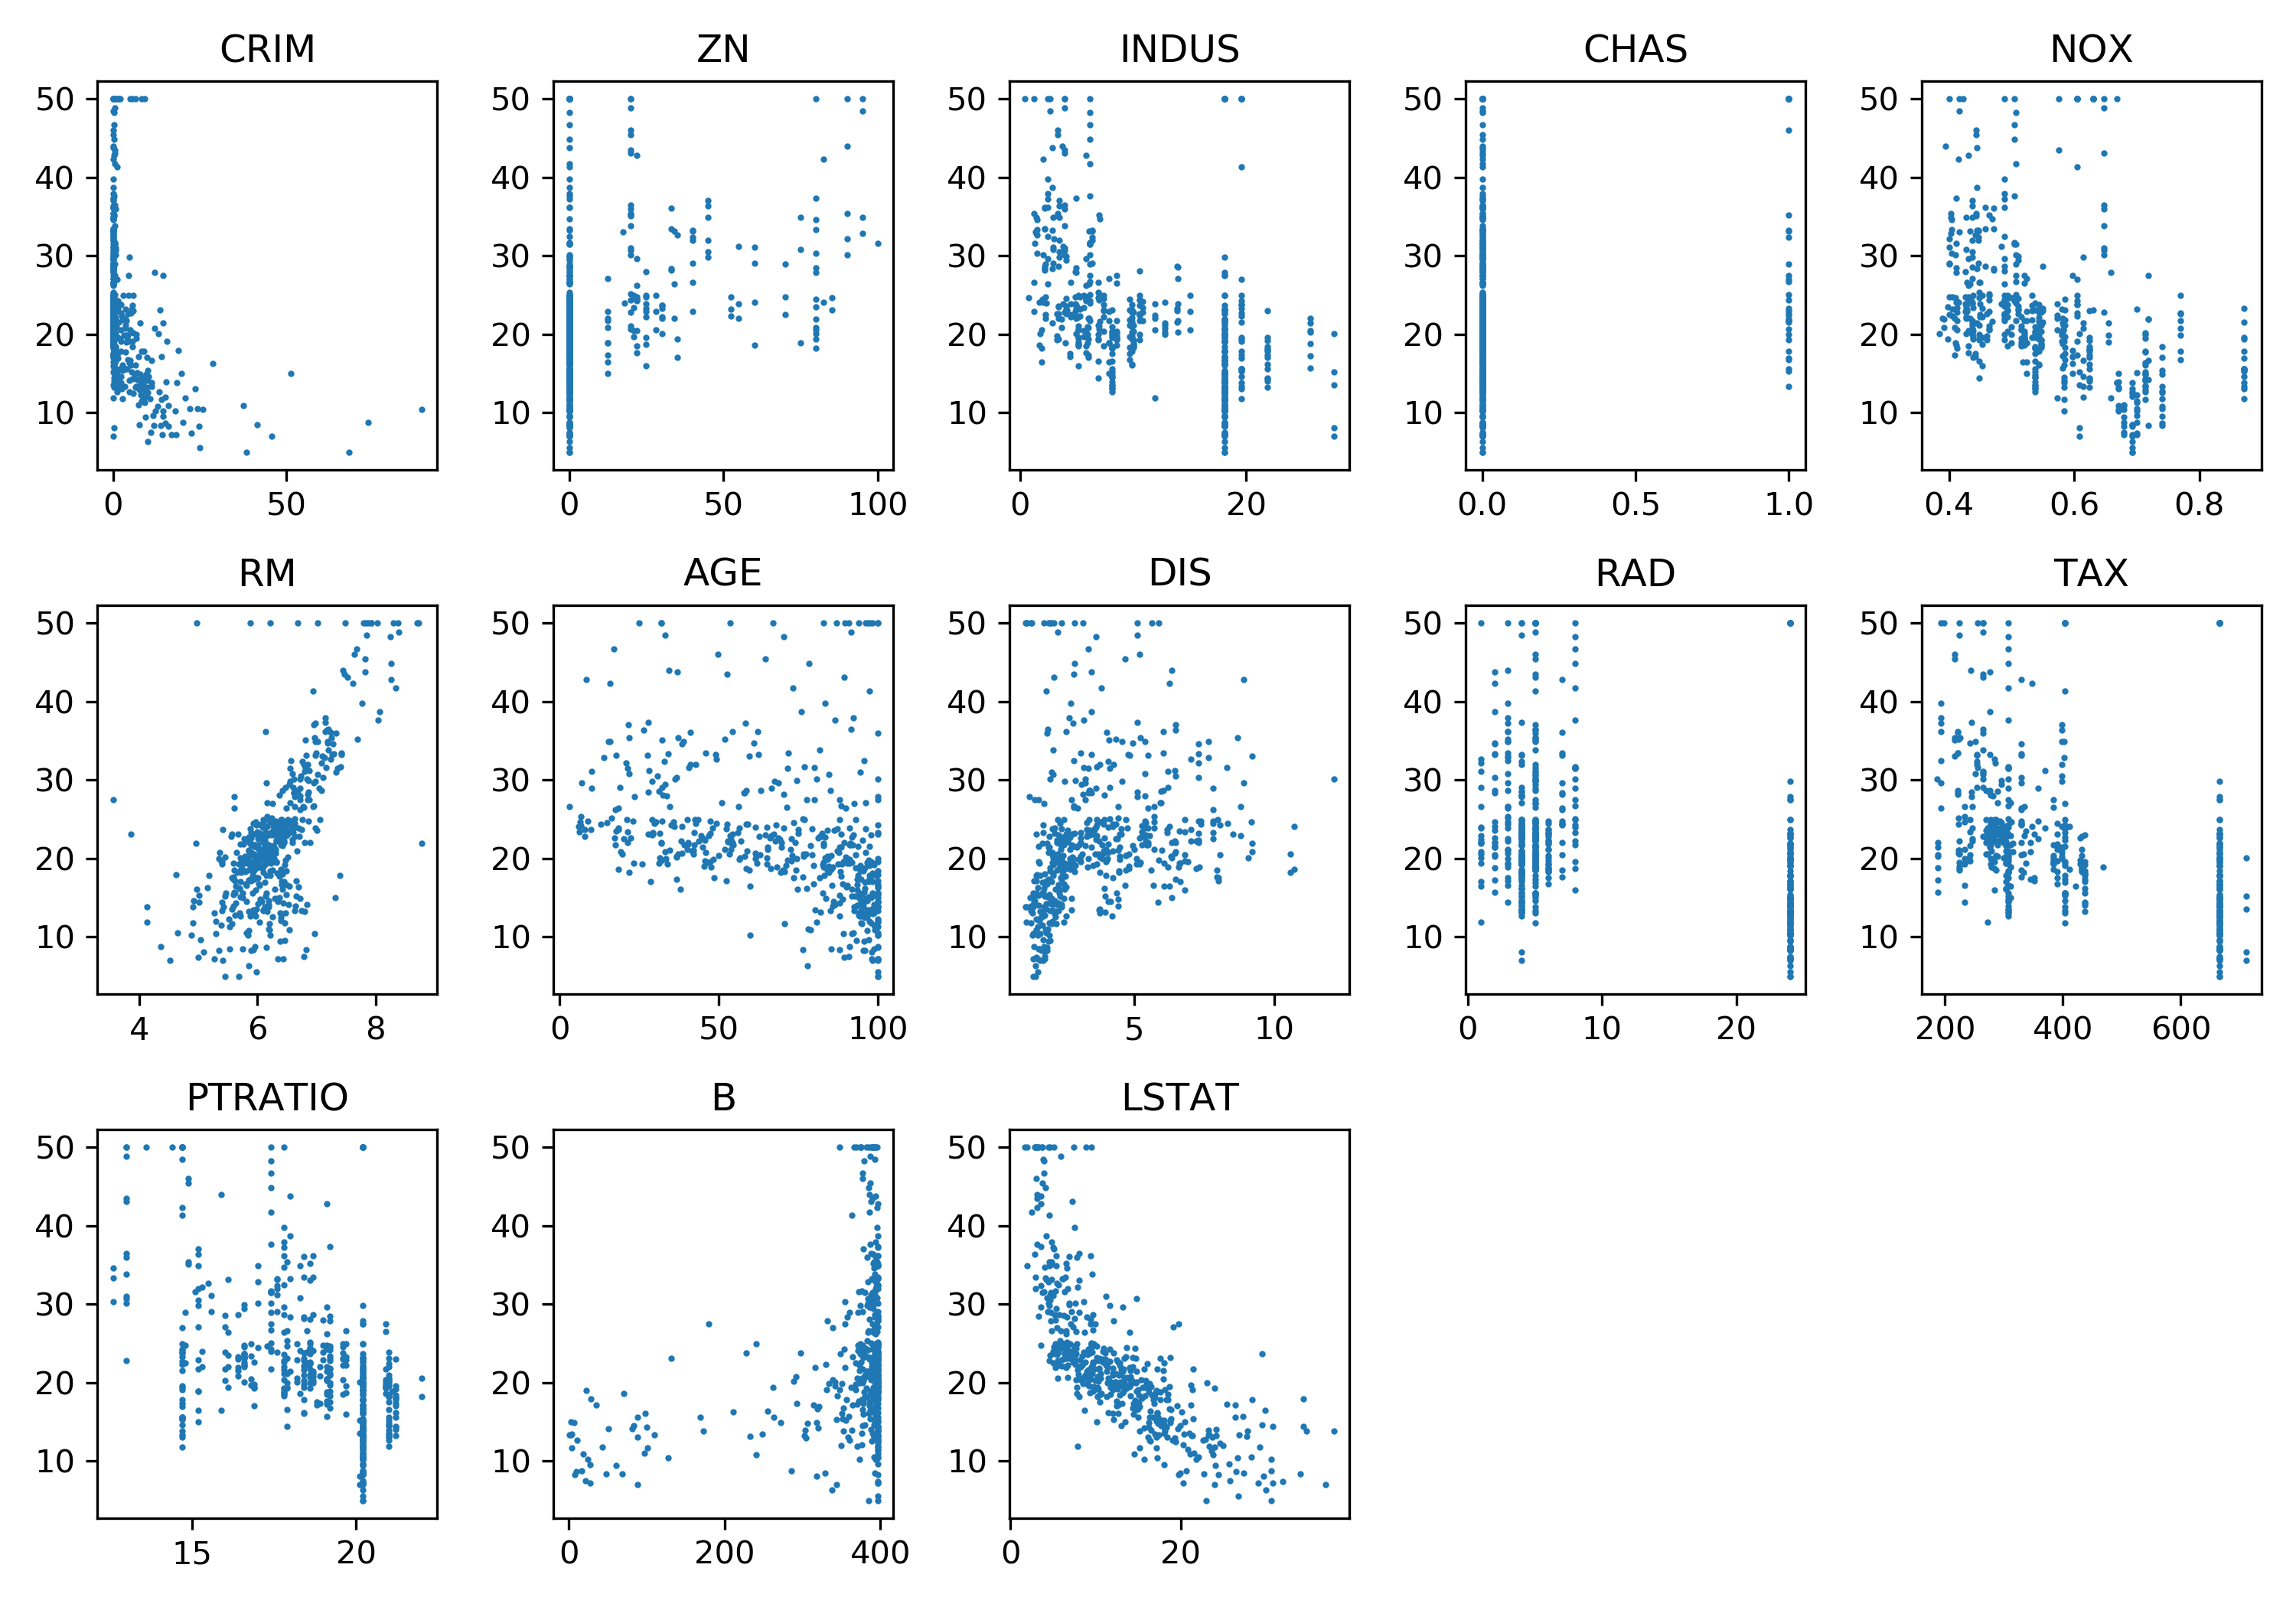 CRIM ZN INDUS CHAS NOX
50 50 50 50 50
40 40 40 40 40
30 30 30 30 30
20 20 20 20 20
10 10 10 10 10
0 50 0 50 100 0 20 0.0 0.5 1.0 0.4 0.6 0.8
RM AGE DIS RAD TAX
50 50 50 50 50
40 40 40 40 40
30 30 30 30 30
20 20 20 20 20
10 10 10 10 10
4 6 8 0 50 100 5 10 0 10 20 200 400 600
PTRATIO B LSTAT
50 50 50
40 40 40
30 30 30
20 20 20
10 10 10
15 20 0 200 400 0 20